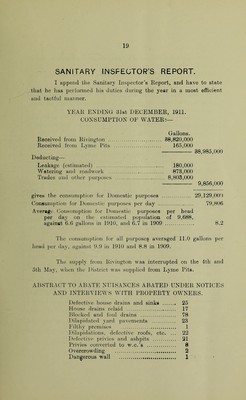 19
SANITARY INSPECTOR'S REPORT.
I append the Sanitary Inspector's Report, and have to state
that he has performed his duties during the year in a most efficient
and tactful manner.
YEAR ENDING 31st DECEMBER, 1911.
CONSUMPTION OF WATER:—
Gallons.
Received from Rivington ............ 38,820,000
Received from Lyme Pits ............ 165,000
38,985,000
Deducting—
Leakage (estimated) ............ 180,000
Watering and roadwork ............ 873,000
Trades and other purposes ............ 8,803,000
9,856,000
gives the consumption for Domestic purposes ............ 29,129,000
Consumption for Domestic purposes per day ............ 79,806
Average Consumption for Domestic purposes per head
per day on the estimated population of 9,688,
against 6.6 gallons in 1910, and 6.7 in 1909 ......... 8.2
The consumption for all purposes averaged 11.0 gallons per
head per day, against 9.9 in 1910 and 8.8 in 1909.
The supply from Rivington was interrupted on the 4th and
5th May, when the District was supplied from Lyme Pits.
ABSTRACT TO ABATE NUISANCES ABATED UNDER NOTICES
AND INTERVIEWS WITH PROPERTY OWNERS.
Defective house drains and sinks ......... 25
House drains relaid ............ 17
Blocked and foul drains ............ 78
Dilapidated yard pavements ............ 23
Filthy premises ............ 1
Dilapidations, defective roofs, etc. ...... 22
Defective privies and ashpits ............ 21
Privies converted to w.c.'s ............ 8
Overcrowding ............ 2
Dangerous wall ............ 1